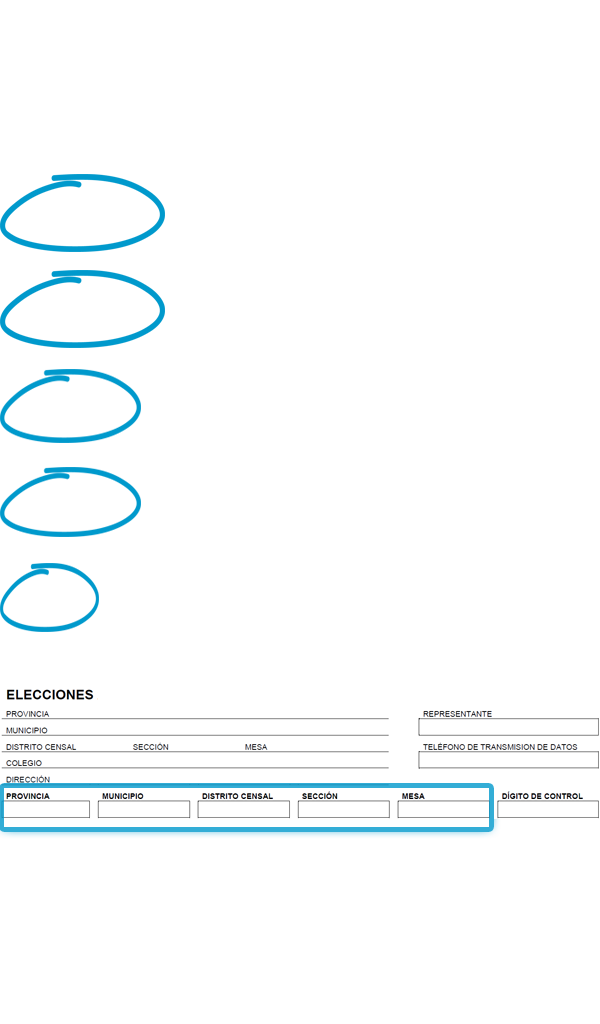 ELECCIONES
PROVINCIA REPRESENTANTE
MUNICIPIO
DISTRITO CENSAL SECCIÓN MESA TELÉFONO DE TRANSMISION DE DATOS
COLEGIO
DIRECCIÓN
PROVINCIA MUNICIPIO DISTRITO CENSAL SECCIÓN MESA DÍGITO DE CONTROL